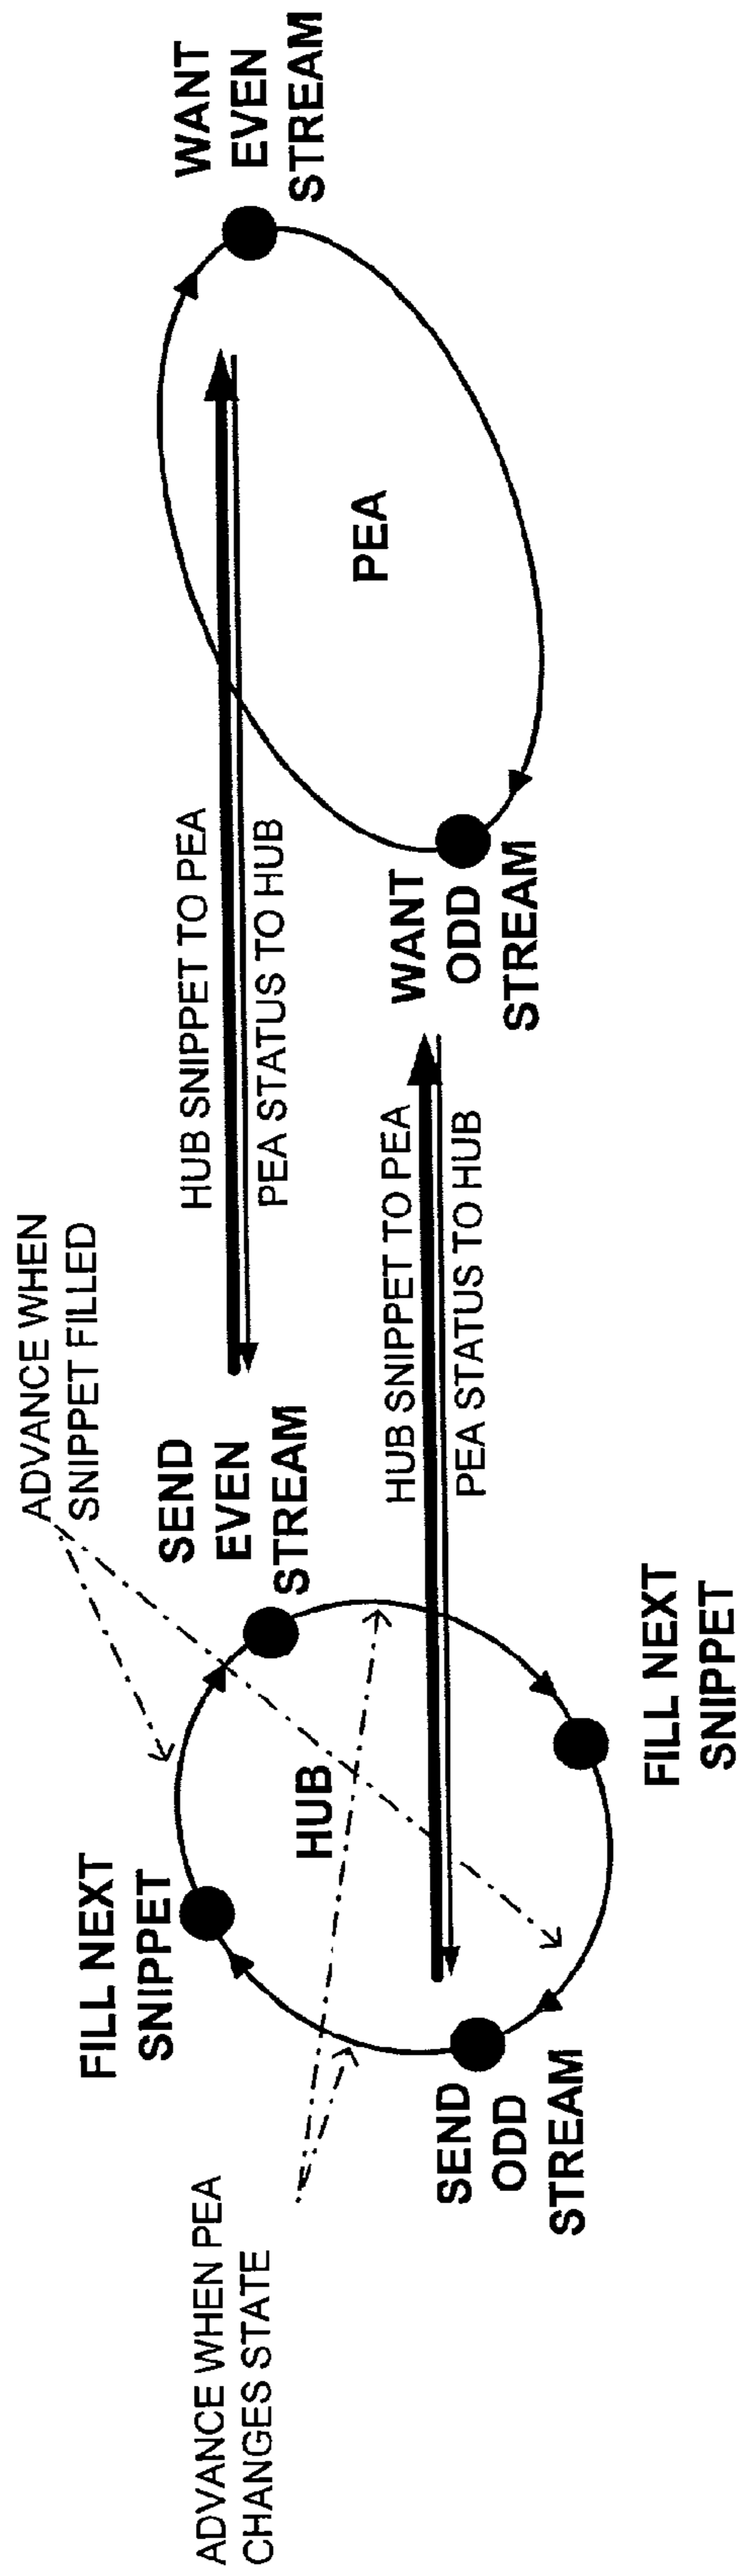 ADVANCE WHEN
SNIPPET FILLED
FILL NEXT
SNIPPET
SEND
EVEN
STREAM
HUB SNIPPET TO PEA
PEA STATUS TO HUB
WANT
EVEN
STREAM
ADVANCE WHEN PEA
CHANGES STATE
HUB
PEA
SEND
ODD
STREAM
HUB SNIPPET TO PEA
PEA STATUS TO HUB
WANT
ODD
STREAM
FILL NEXT
SNIPPET